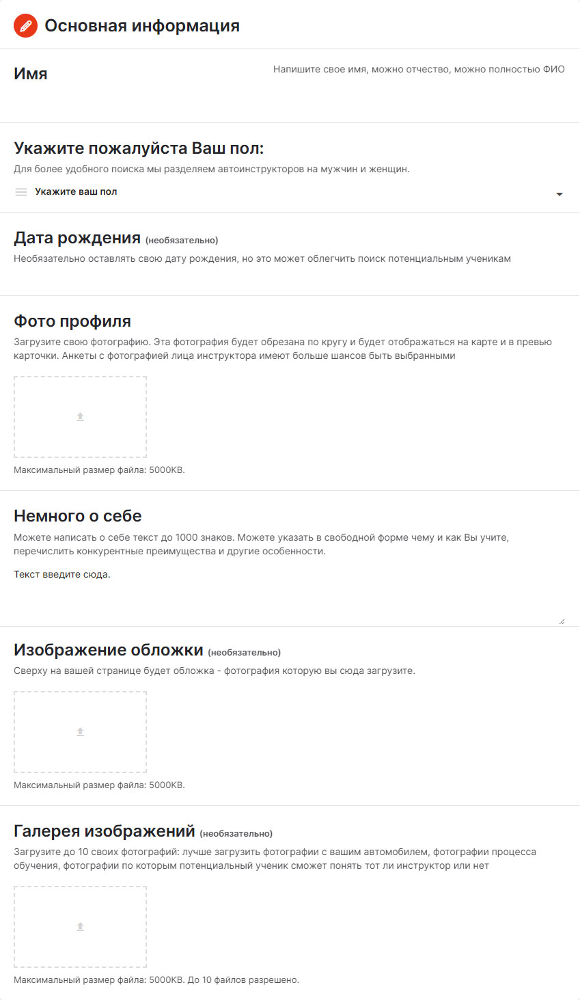 Основная информация
Имя
Напишите свое имя, можно отчество, можно полностью ФИО
Укажите пожалуйста Ваш пол:
Для более удобного поиска мы разделяем автоинструкторов на мужчин и женщин.
Укажите ваш пол
Дата рождения (необязательно)
Необязательно оставлять свою дату рождения, но это может облегчить поиск потенциальным ученикам
Фото профиля
Загрузите свою фотографию. Эта фотография будет обрезана по кругу и будет отображаться на карте и в превью
карточки. Анкеты с фотографией лица инструктора имеют больше шансов быть выбранными
Максимальный размер файла: 5000KB.
Немного о себе
Можете написать о себе текст до 1000 знаков. Можете указать в свободной форме чему и как Вы учите,
перечислить конкурентные преимущества и другие особенности.
Текст введите сюда.
Изображение обложки (необязательно)
Сверху на вашей странице будет обложка - фотография которую вы сюда загрузите.
Максимальный размер файла: 5000KB.
Галерея изображений (необязательно)
Загрузите до 10 своих фотографий: лучше загрузить фотографии с вашим автомобилем, фотографии процесса
обучения, фотографии по которым потенциальный ученик сможет понять тот ли инструктор или нет
Максимальный размер файла: 5000KB. До 10 файлов разрешено.